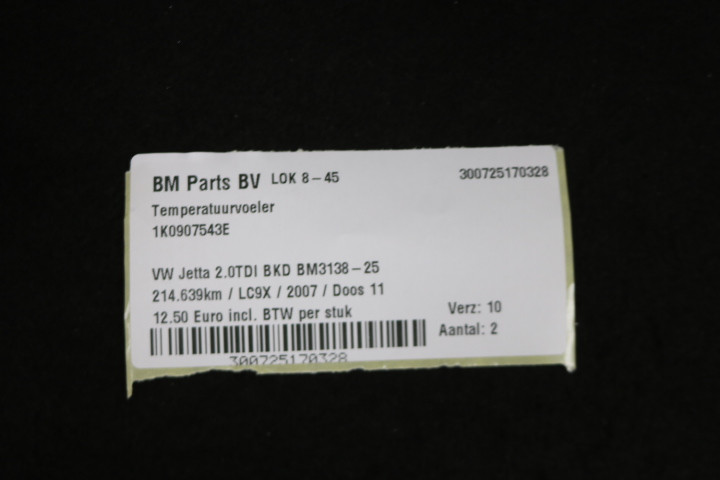 BM Parts BV LOK 8-45 300725170328
Temperatuurvoeler
1K0907543E
VW Jetta 2.0TDI BKD BM3138-25
214.639km / LC9X / 2007 / Doos 11
12.50 Euro incl. BTW per stuk Verz: 10
Aantal: 2
300725170328